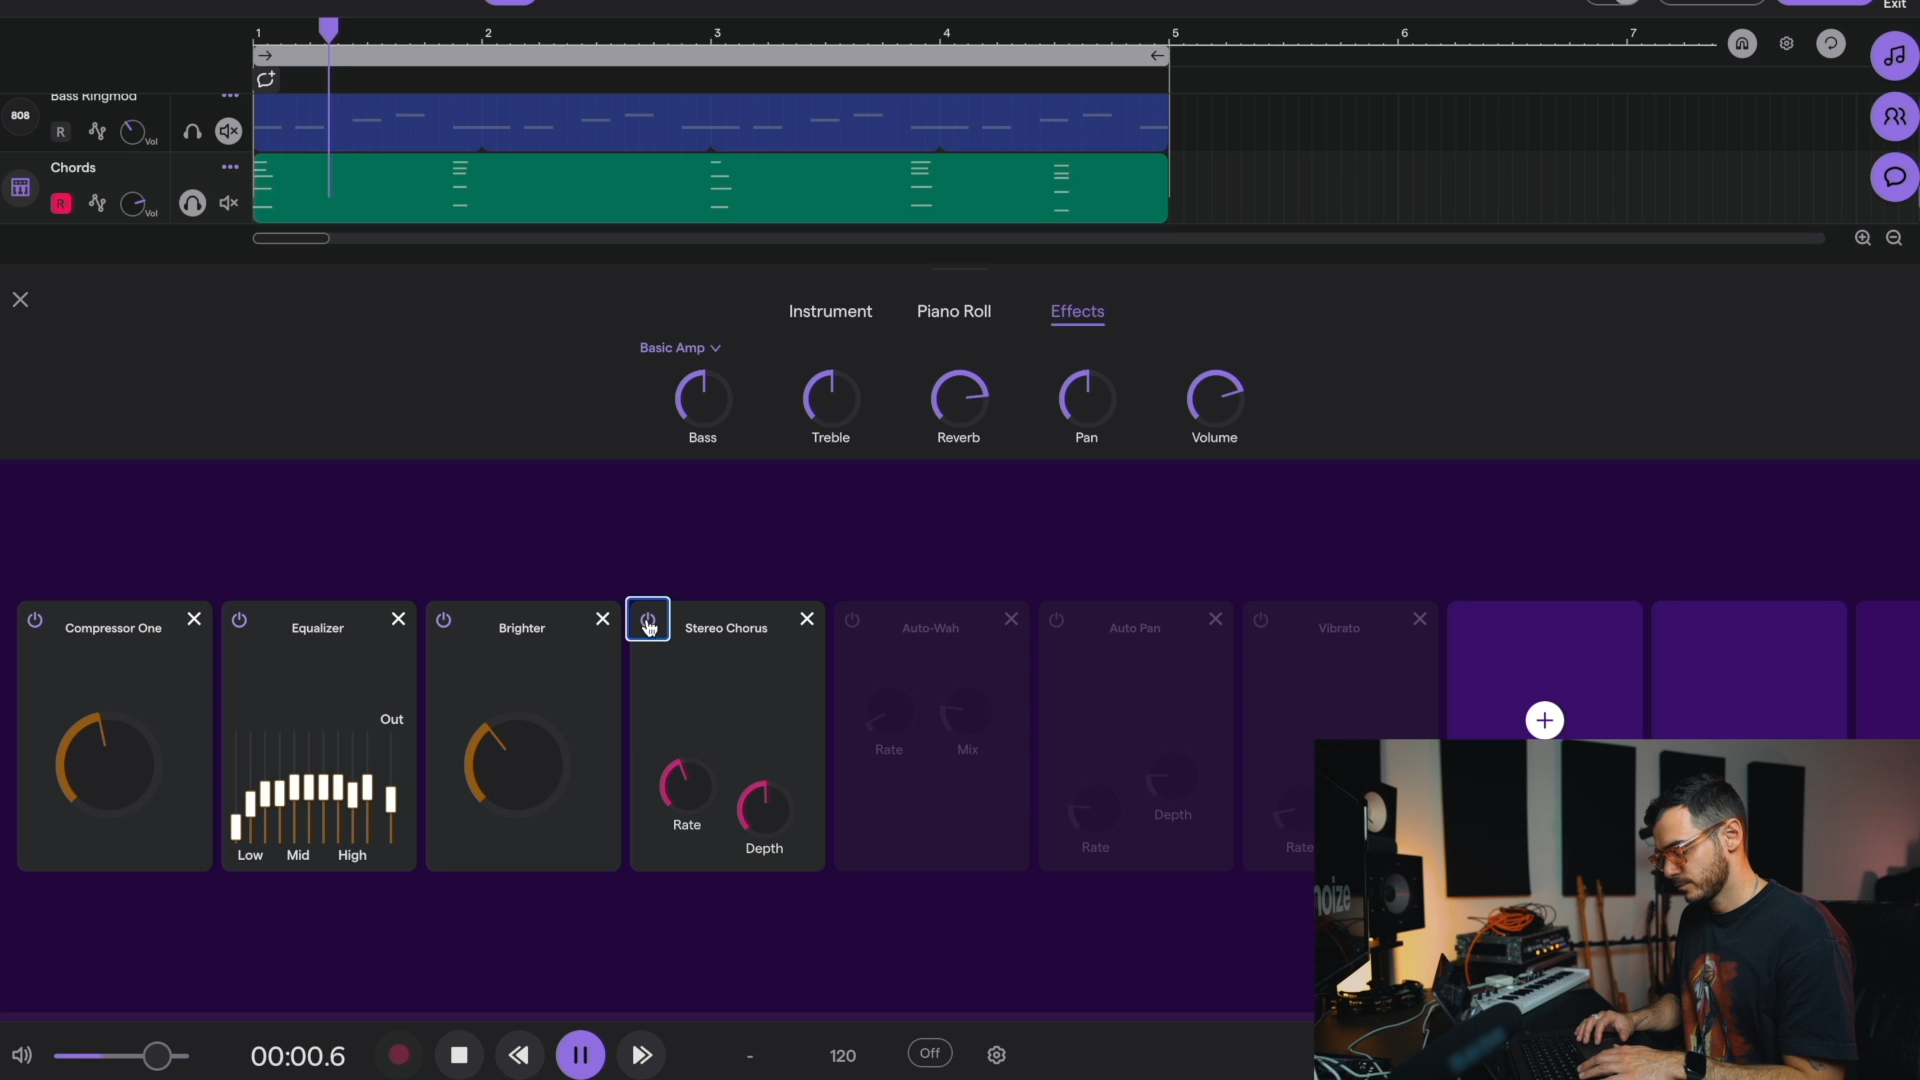 Exit
1 2 3 4 5 6 7
Bass Ringmod
808
R
Vol
Chords
R
Vol
Instrument Piano Roll Effects
Basic Amp
Bass Treble Reverb Pan Volume
Compressor One Equalizer Brighter Stereo Chorus Auto-Wah Auto Pan Vibrato
Out
Rate Mix
Depth
Rate
Rate
Rate
Depth
Low Mid High
noize
00:00.6 - 120 Off